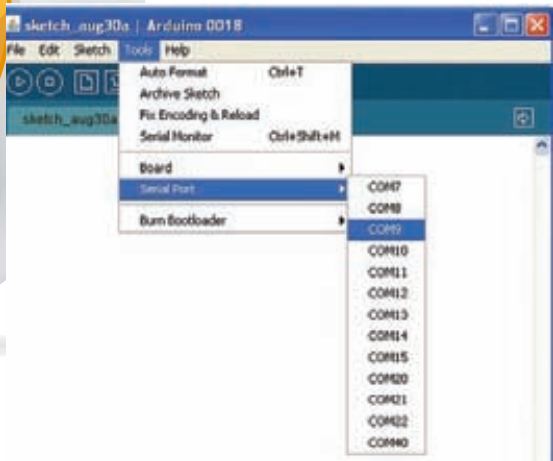 sketch_aug30a | Arduino 0018
File Edit Sketch Tools Help
Auto Format Ctrl+T
Archive Sketch
Fix Encoding & Reload
Serial Monitor Ctrl+Shift+M
sketch_aug30a
Board
Serial Port
Burn Bootloader
COM7
COM8
COM9
COM10
COM11
COM12
COM13
COM14
COM15
COM20
COM21
COM22
COM40